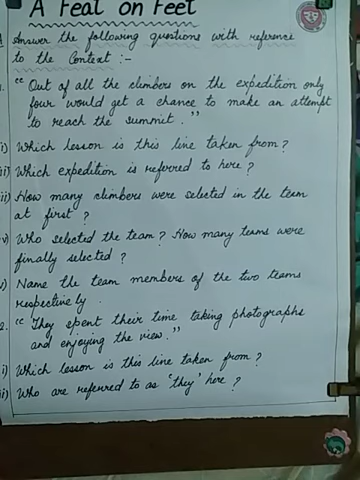 A Feat on Feet
Answer the following questions with reference
to the Context :-
"Out of all the climbers on the expedition only
four would get a chance to make an attempt
to reach the summit."
i) Which lesson is this line taken from?
ii) Which expedition is referred to here?
iii) How many climbers were selected in the team
at first?
iv) Who selected the team? How many teams were
finally selected?
v) Name the team members of the two teams
respectively.
2. "They spent their time taking photographs
and enjoying the view."
i) Which lesson is this line taken from?
ii) Who are referred to as 'they' here?